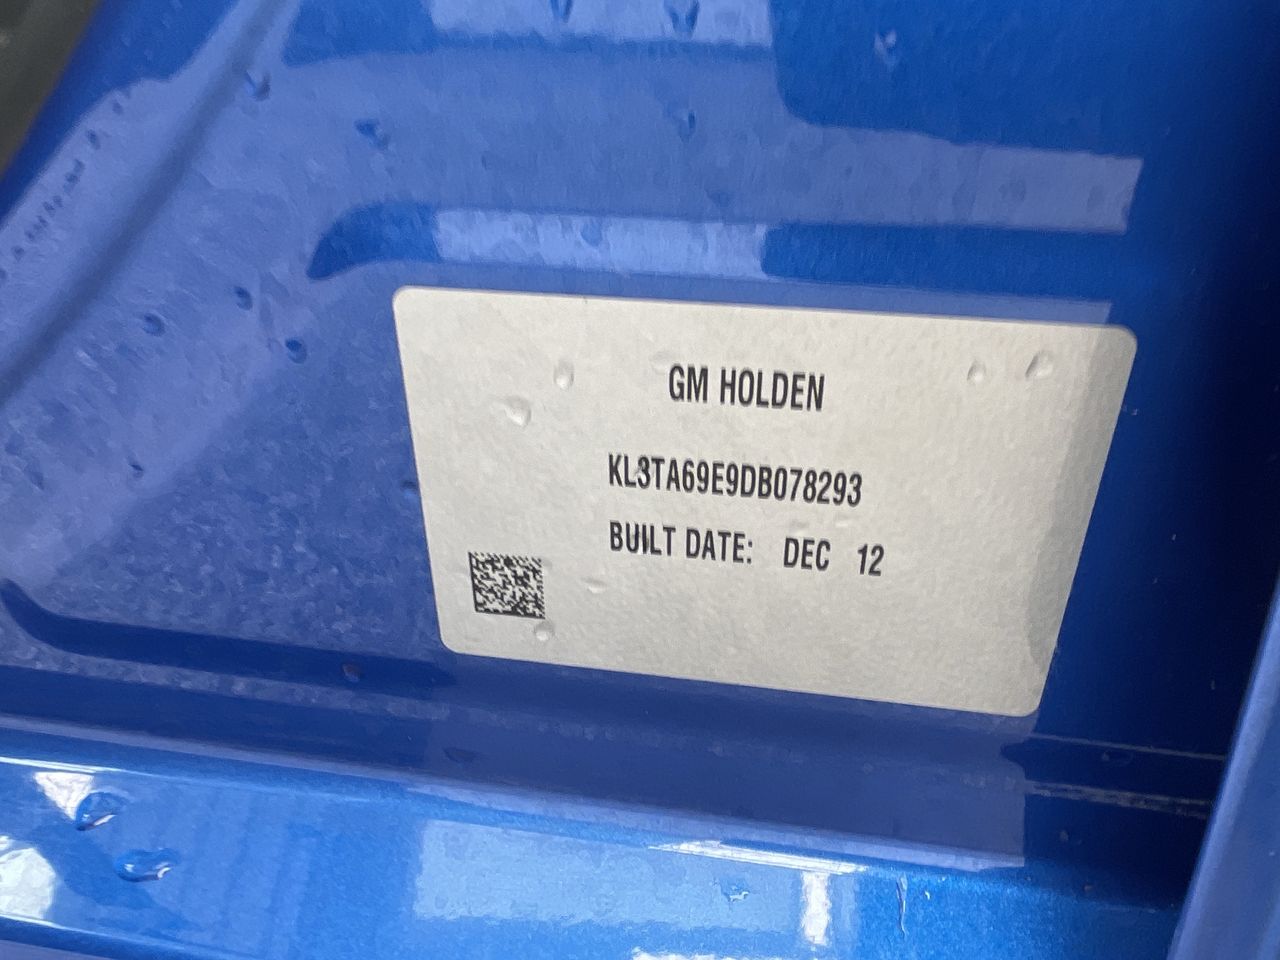 GM HOLDEN
KL3TA69E9DB078293
BUILT DATE: DEC 12